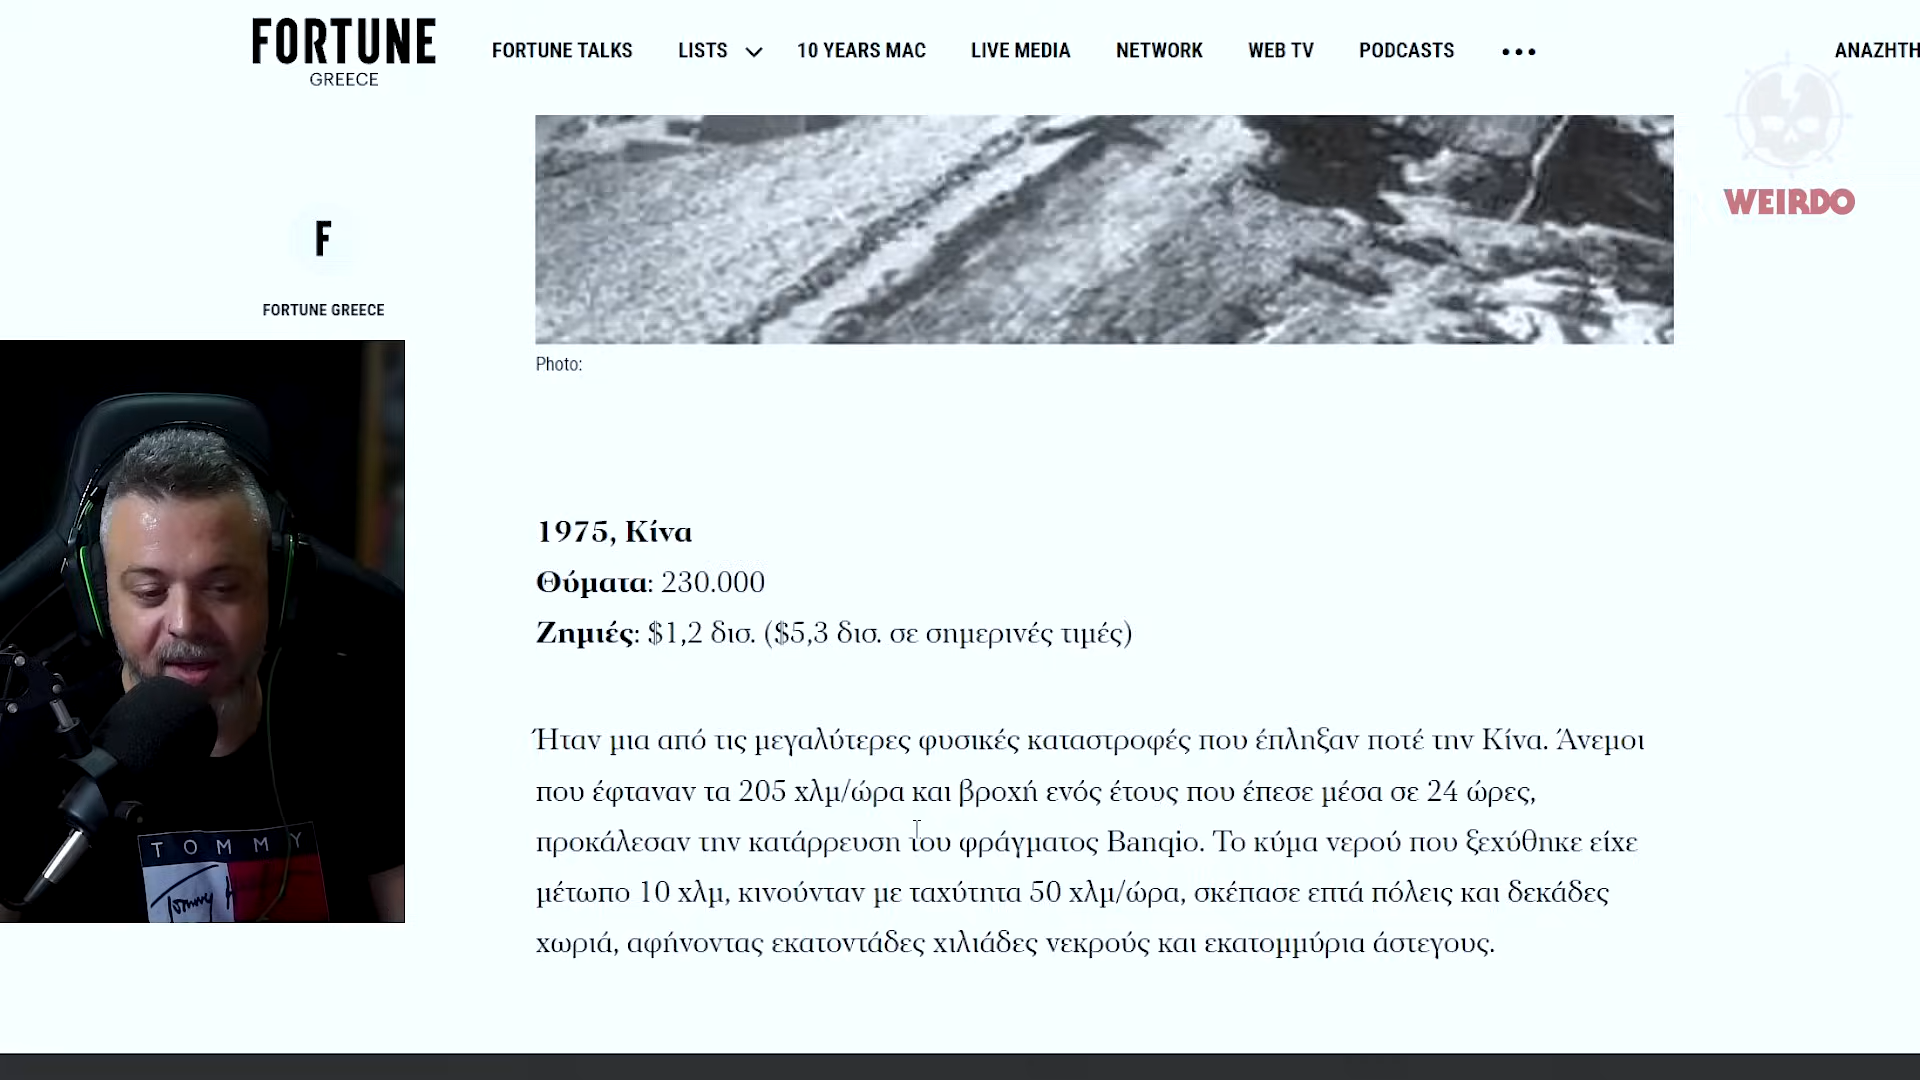 FORTUNE
GREECE
FORTUNE TALKS
LISTS
10 YEARS MAC
LIVE MEDIA
NETWORK
WEB TV
PODCASTS
ΑΝΑΖΗΤΗ
WEIRDO
F
FORTUNE GREECE
Photo:
1975, Κίνα
Θύματα: 230.000
Ζημιές: $1,2 δισ. ($5,3 δισ. σε σημερινές τιμές)
Ήταν μια από τις μεγαλύτερες φυσικές καταστροφές που έπληξαν ποτέ την Κίνα. Άνεμοι
που έφταναν τα 205 χλμ/ώρα και βροχή ενός έτους που έπεσε μέσα σε 24 ώρες,
προκάλεσαν την κατάρρευση του φράγματος Banqio. Το κύμα νερού που ξεχύθηκε είχε
μέτωπο 10 χλμ, κινούνταν με ταχύτητα 50 χλμ/ώρα, σκέπασε επτά πόλεις και δεκάδες
χωριά, αφήνοντας εκατοντάδες χιλιάδες νεκρούς και εκατομμύρια άστεγους.
TOMMY
Tommy